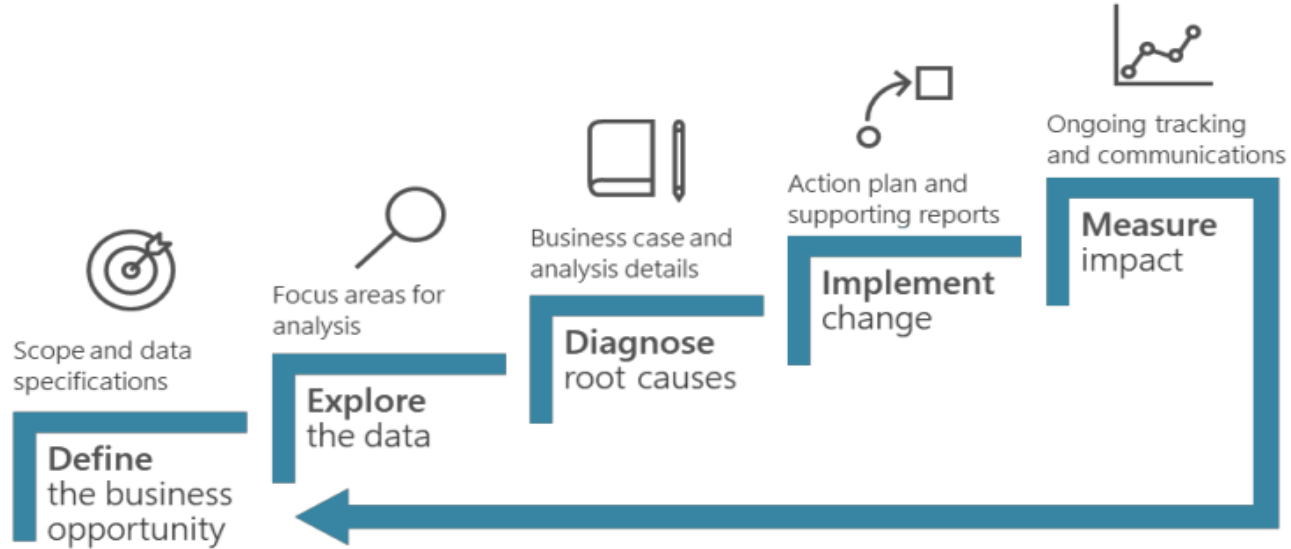 Scope and data
specifications
Define
the business
opportunity
Focus areas for
analysis
Explore
the data
Business case and
analysis details
Diagnose
root causes
Action plan and
supporting reports
Implement
change
Ongoing tracking
and communications
Measure
impact